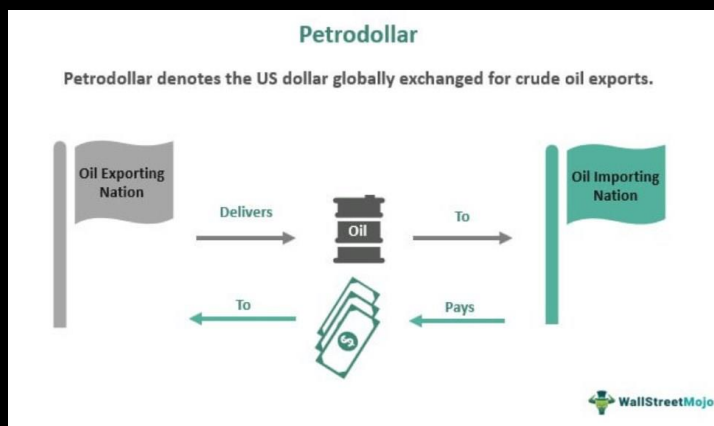 Petrodollar
Petrodollar denotes the US dollar globally exchanged for crude oil exports.
Oil Exporting
Nation
Delivers
Oil
To
Oil Importing
Nation
To
$
Pays
WallStreetMojo